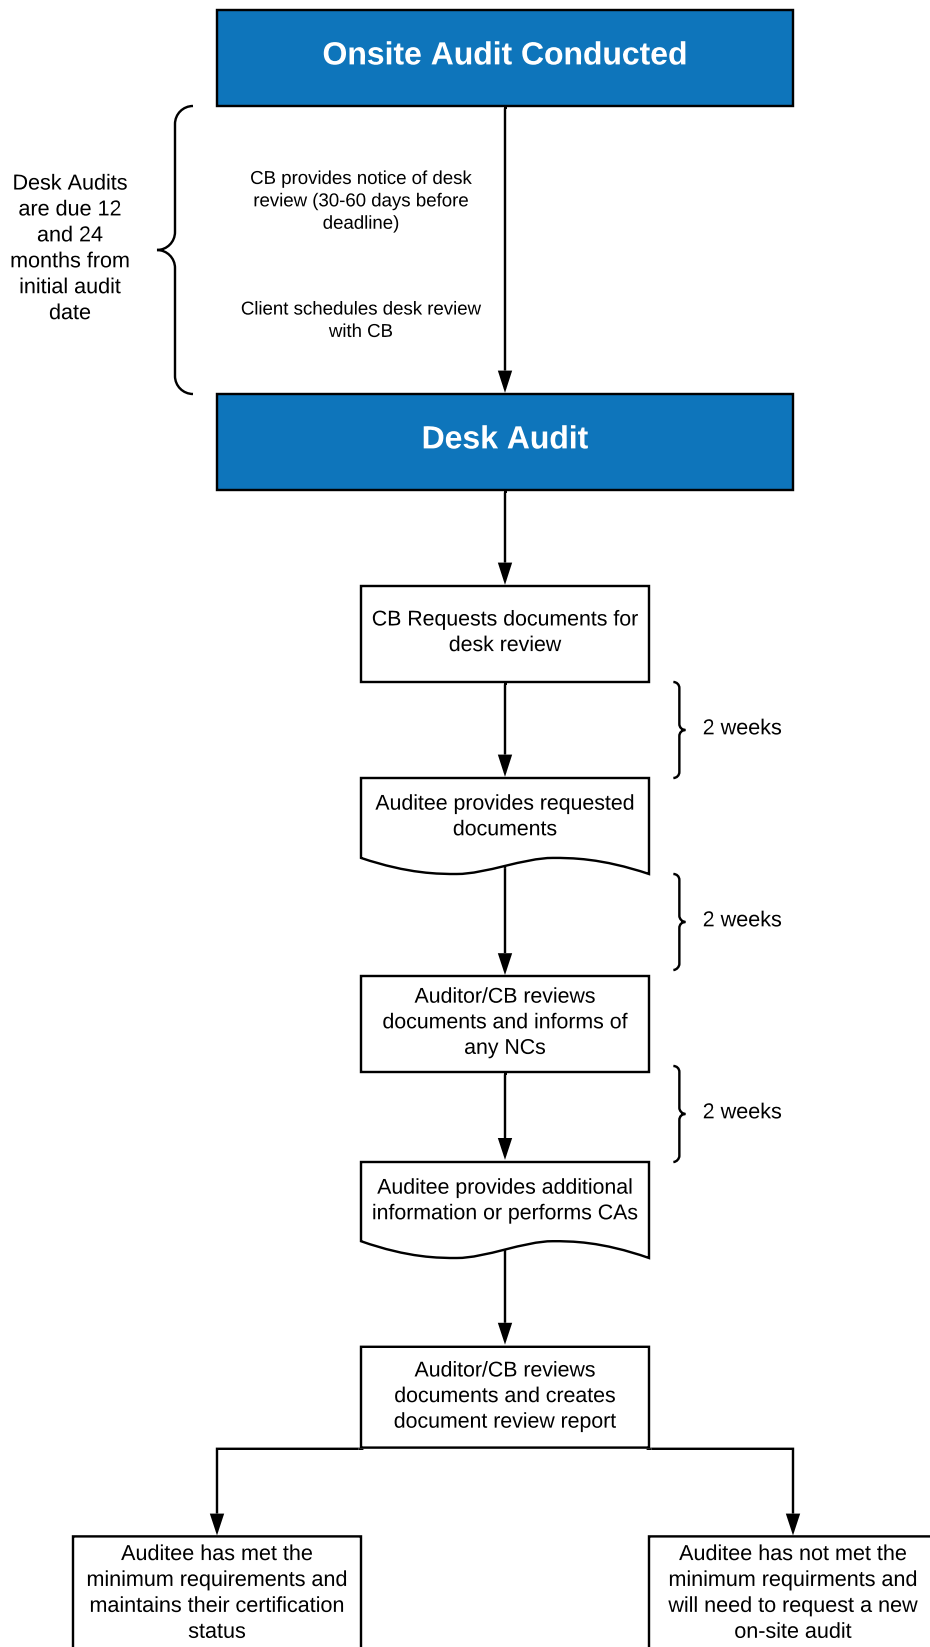 Onsite Audit Conducted
Desk Audits
are due 12
and 24
months from
initial audit
date
CB provides notice of desk
review (30-60 days before
deadline)
Client schedules desk review
with CB
Desk Audit
CB Requests documents for
desk review
2 weeks
Auditee provides requested
documents
2 weeks
Auditor/CB reviews
documents and informs of
any NCs
2 weeks
Auditee provides additional
information or performs CAs
Auditor/CB reviews
documents and creates
document review report
Auditee has met the
minimum requirements and
maintains their certification
status
Auditee has not met the
minimum requirments and
will need to request a new
on-site audit